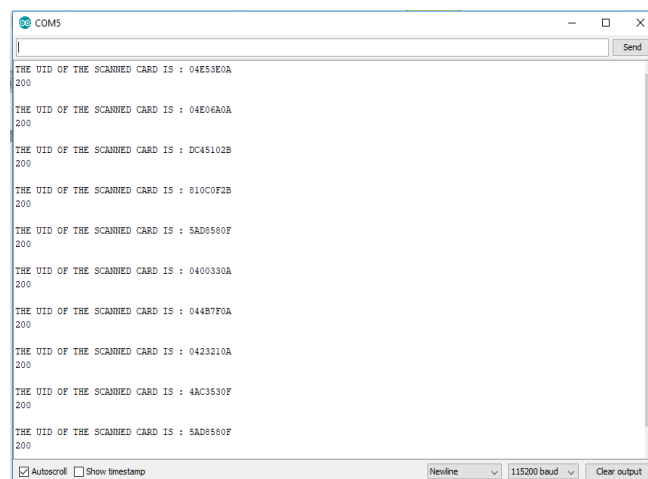 COM5
Send
THE UID OF THE SCANNED CARD IS : 04E53E0A
200
THE UID OF THE SCANNED CARD IS : 04E06A0A
200
THE UID OF THE SCANNED CARD IS : DC45102B
200
THE UID OF THE SCANNED CARD IS : 810C0F2B
200
THE UID OF THE SCANNED CARD IS : 5AD8580F
200
THE UID OF THE SCANNED CARD IS : 0400330A
200
THE UID OF THE SCANNED CARD IS : 044B7F0A
200
THE UID OF THE SCANNED CARD IS : 0423210A
200
THE UID OF THE SCANNED CARD IS : 4AC3530F
200
THE UID OF THE SCANNED CARD IS : 5AD8580F
200
Autoscroll Show timestamp Newline 115200 baud Clear output